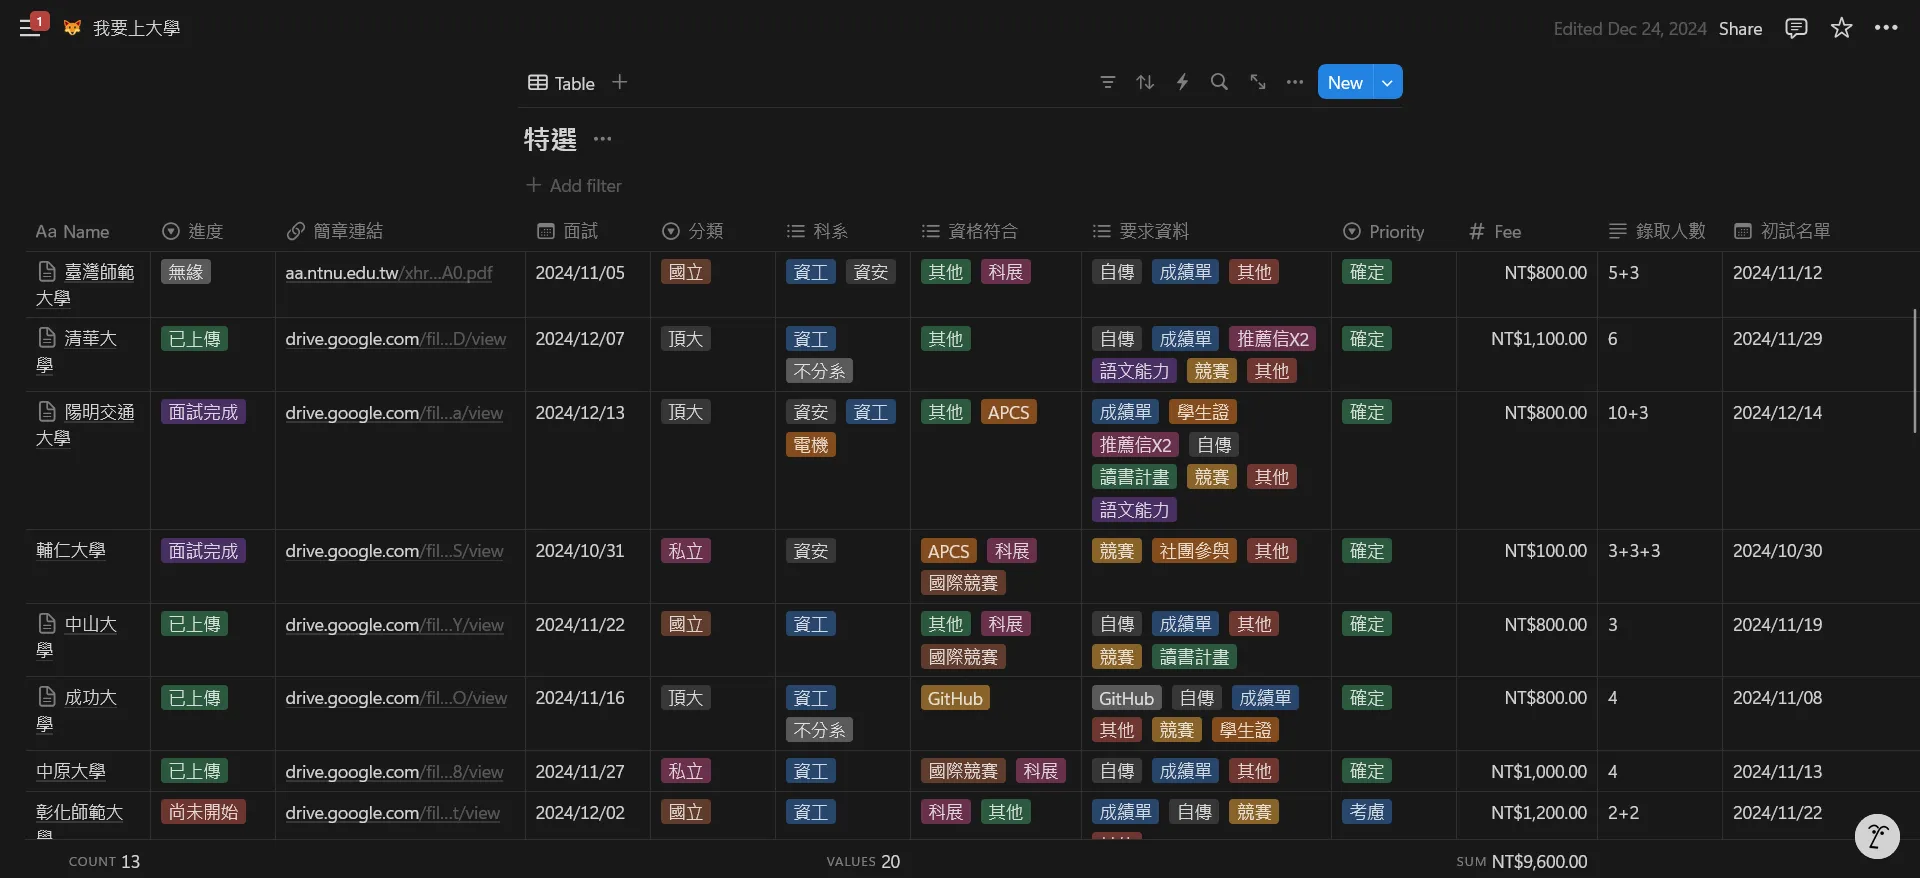 1 我要上大學 Edited Dec 24, 2024 Share
Table New
特選
Add filter
Aa Name 進度 簡章連結 面試 分類 科系 資格符合 要求資料 Priority # Fee 錄取人數 初試名單
臺灣師範 無緣 aa.ntnu.edu.tw/xhr...A0.pdf 2024/11/05 國立 資工 資安 其他 科展 自傳 成績單 其他 確定 NT$800.00 5+3 2024/11/12
大學
清華大 已上傳 drive.google.com/fil...D/view 2024/12/07 頂大 資工 其他 自傳 成績單 推薦信X2 確定 NT$1,100.00 6 2024/11/29
學 不分系 語文能力 競賽 其他
陽明交通 面試完成 drive.google.com/fil...a/view 2024/12/13 頂大 資安 資工 其他 APCS 成績單 學生證 確定 NT$800.00 10+3 2024/12/14
大學 電機 推薦信X2 自傳
讀書計畫 競賽 其他
語文能力
輔仁大學 面試完成 drive.google.com/fil...S/view 2024/10/31 私立 資安 APCS 科展 競賽 社團參與 其他 確定 NT$100.00 3+3+3 2024/10/30
國際競賽
中山大 已上傳 drive.google.com/fil...Y/view 2024/11/22 國立 資工 其他 科展 自傳 成績單 其他 確定 NT$800.00 3 2024/11/19
學 國際競賽 競賽 讀書計畫
成功大 已上傳 drive.google.com/fil...O/view 2024/11/16 頂大 資工 GitHub GitHub 自傳 成績單 確定 NT$800.00 4 2024/11/08
學 不分系 其他 競賽 學生證
中原大學 已上傳 drive.google.com/fil...8/view 2024/11/27 私立 資工 國際競賽 科展 自傳 成績單 其他 確定 NT$1,000.00 4 2024/11/13
彰化師範大 尚未開始 drive.google.com/fil...t/view 2024/12/02 國立 資工 科展 其他 成績單 自傳 競賽 考慮 NT$1,200.00 2+2 2024/11/22
COUNT 13 VALUES 20 SUM NT$9,600.00